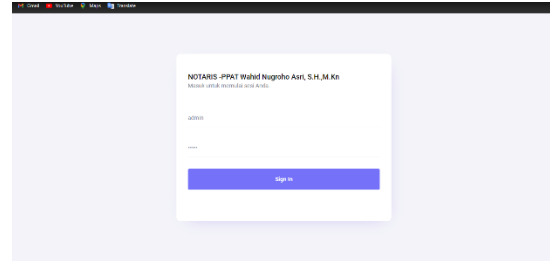 Gmail YouTube Maps Translate
NOTARIS -PPAT Wahid Nugroho Asri, S.H.,M.Kn
Masuk untuk memulai sesi Anda
admin
•••••
Sign In